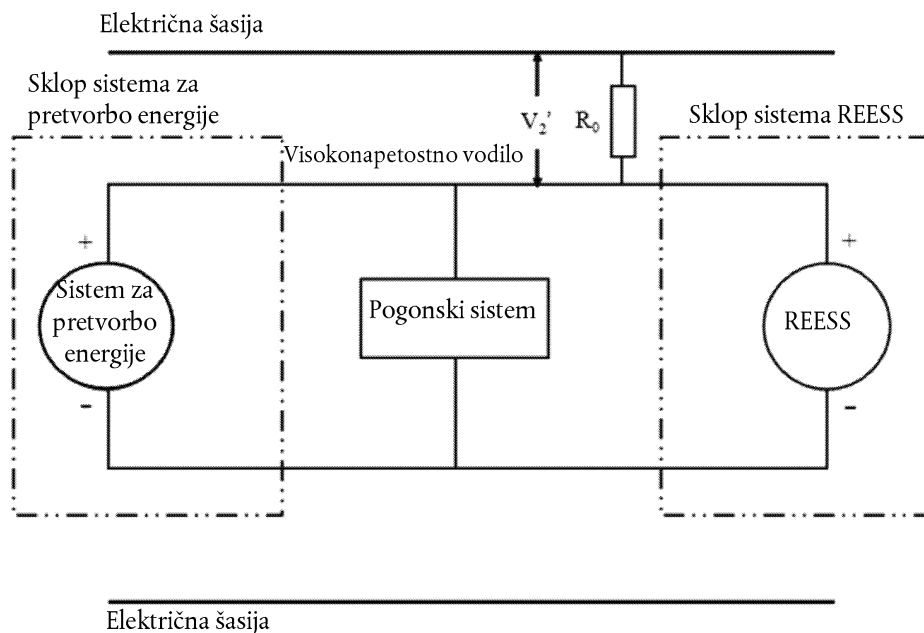 Električna šasija
Sklop sistema za
pretvorbo energije
V₂'
R₀
Sklop sistema REESS
Visokonapetostno vodilo
+
+
Sistem za
pretvorbo
energije
Pogonski sistem
REESS
-
-
Električna šasija